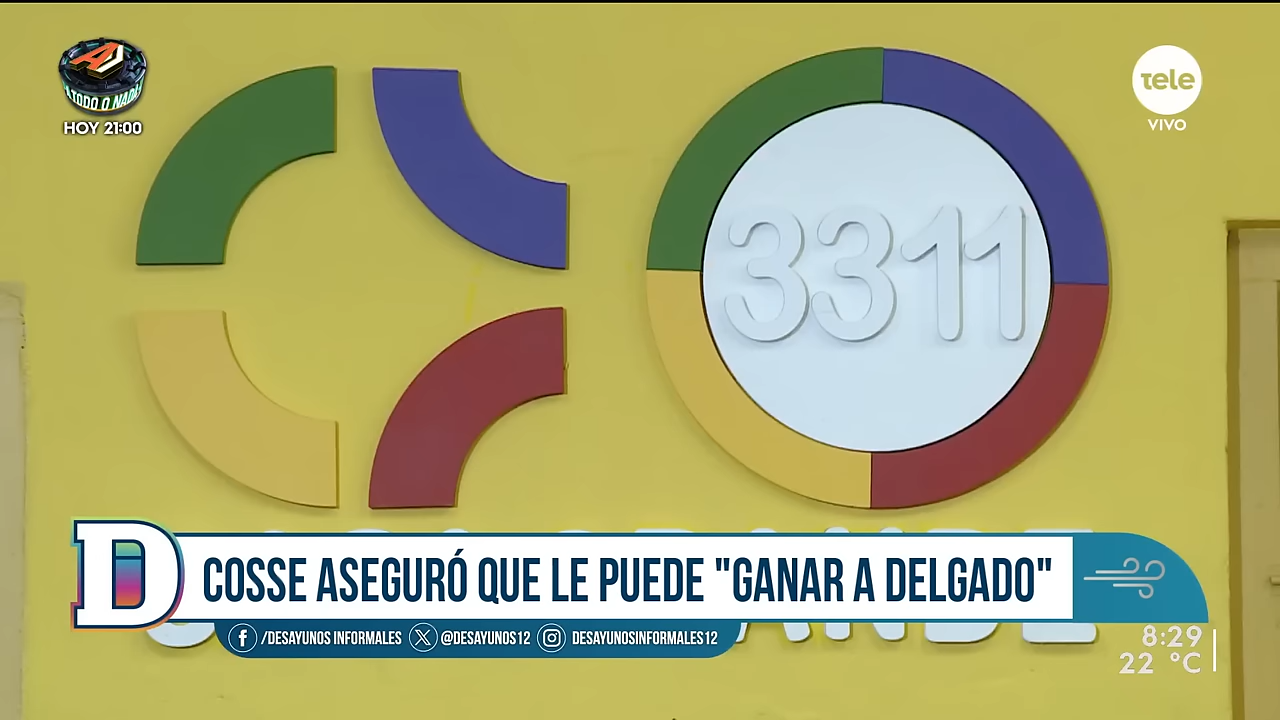 A TODO O NADA
HOY 21:00
tele
VIVO
3311
D
COSSE ASEGURÓ QUE LE PUEDE "GANAR A DELGADO"
/DESAYUNOS INFORMALES @DESAYUNOS12 DESAYUNOSINFORMALES12
8:29
22 °C